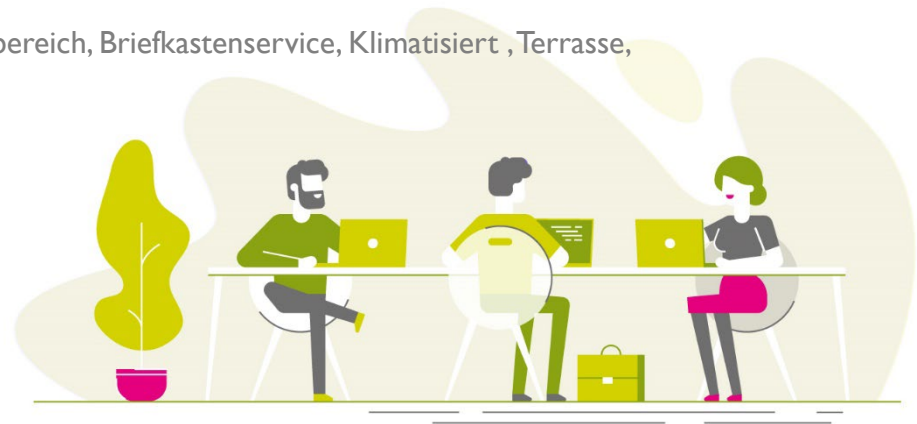 bereich, Briefkastenservice, Klimatisiert , Terrasse,